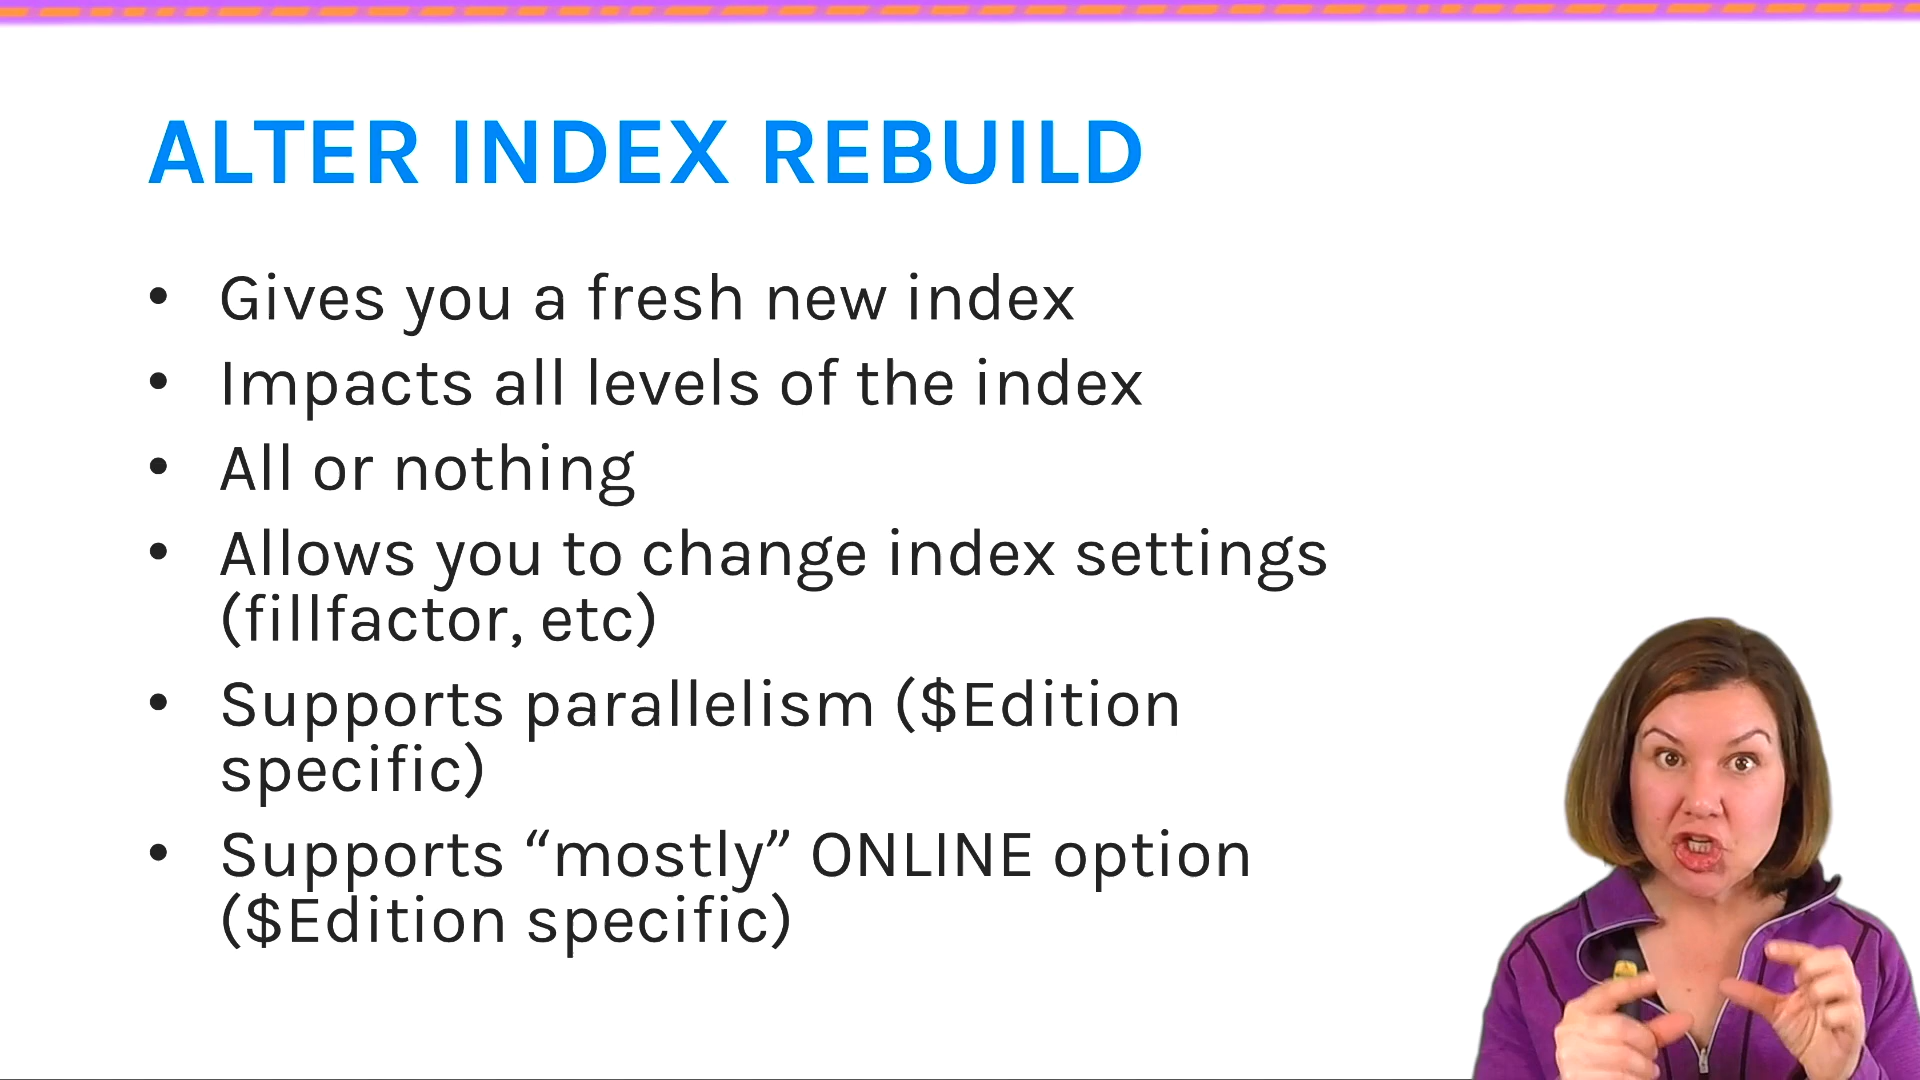 ALTER INDEX REBUILD
• Gives you a fresh new index
• Impacts all levels of the index
• All or nothing
• Allows you to change index settings
(fillfactor, etc)
• Supports parallelism ($Edition
specific)
• Supports “mostly” ONLINE option
($Edition specific)